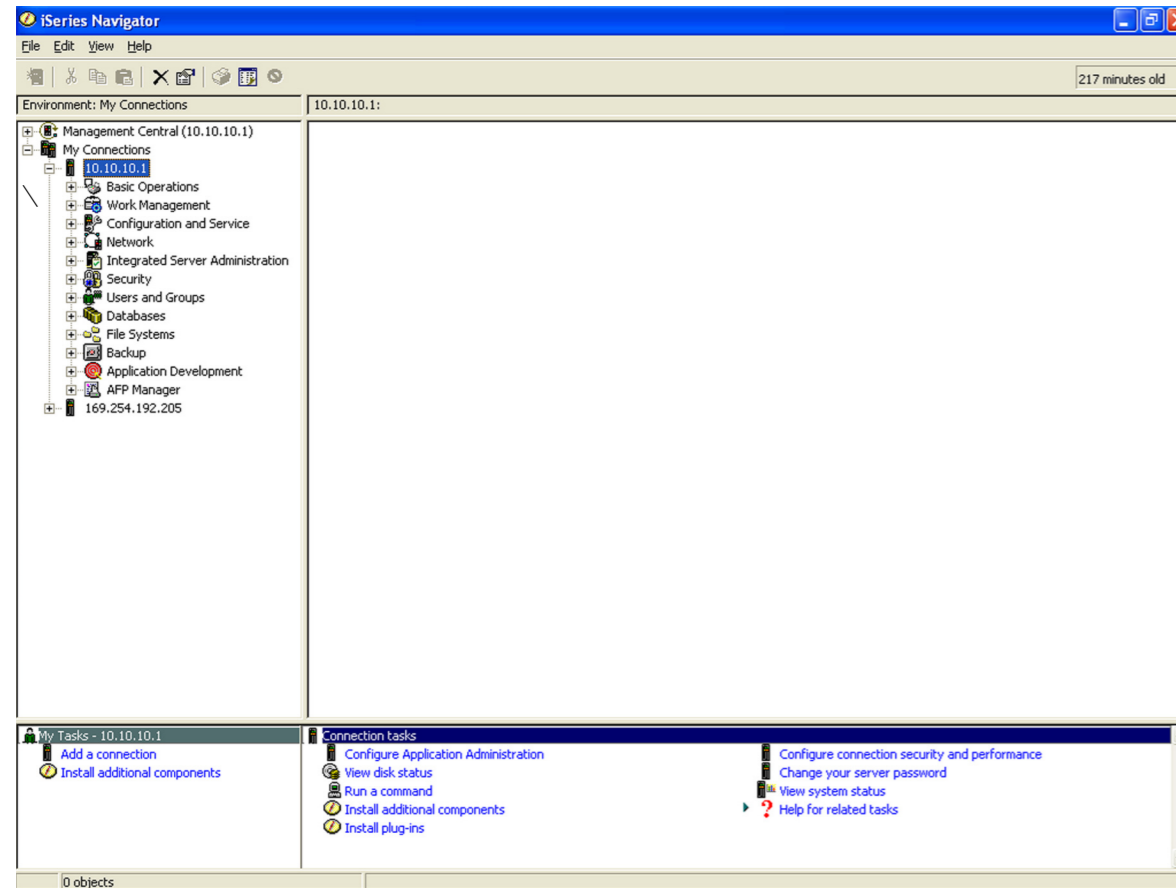 iSeries Navigator
File Edit View Help
217 minutes old
Environment: My Connections
10.10.10.1:
Management Central (10.10.10.1)
My Connections
10.10.10.1
Basic Operations
Work Management
Configuration and Service
Network
Integrated Server Administration
Security
Users and Groups
Databases
File Systems
Backup
Application Development
AFP Manager
169.254.192.205
My Tasks - 10.10.10.1
Add a connection
Install additional components
Connection tasks
Configure Application Administration
View disk status
Run a command
Install additional components
Install plug-ins
Configure connection security and performance
Change your server password
View system status
Help for related tasks
0 objects